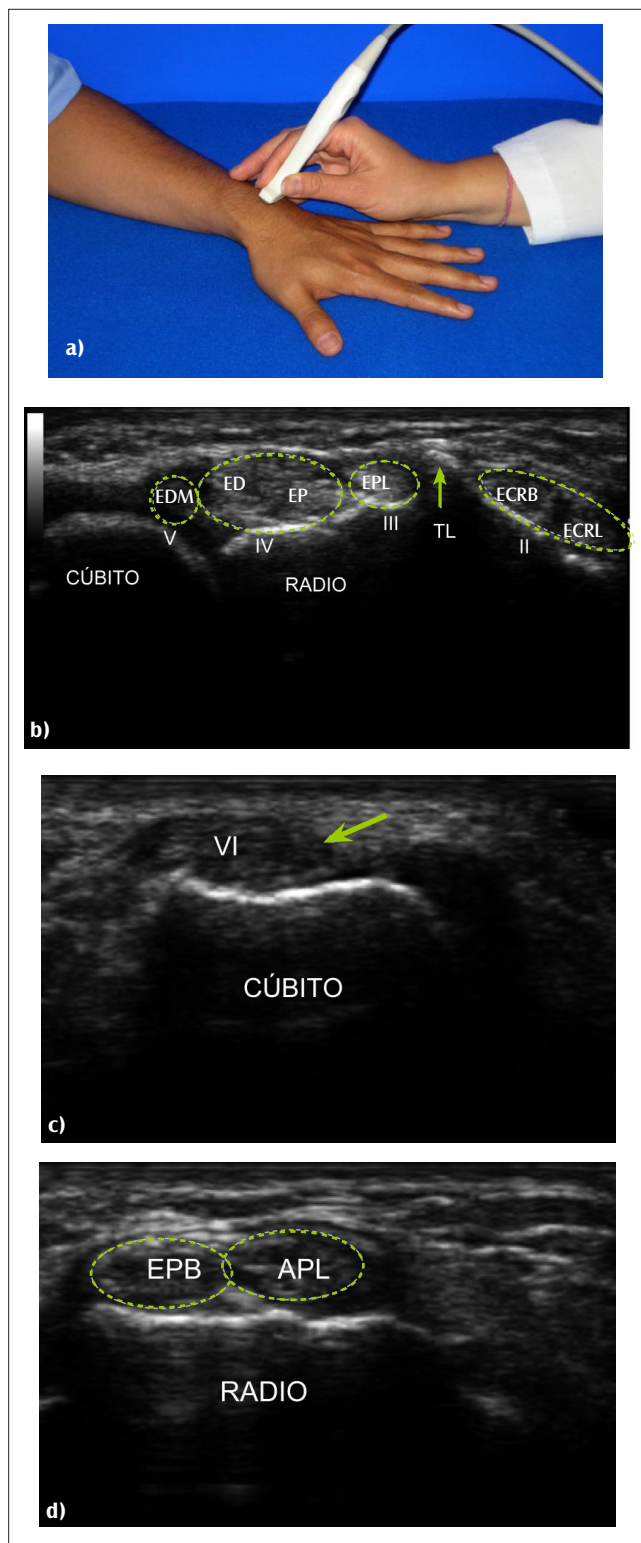 a)
EDM ED EP EPL ECRB ECRL
V IV III TL II
CÚBITO RADIO
b)
VI
CÚBITO
c)
EPB APL
RADIO
d)